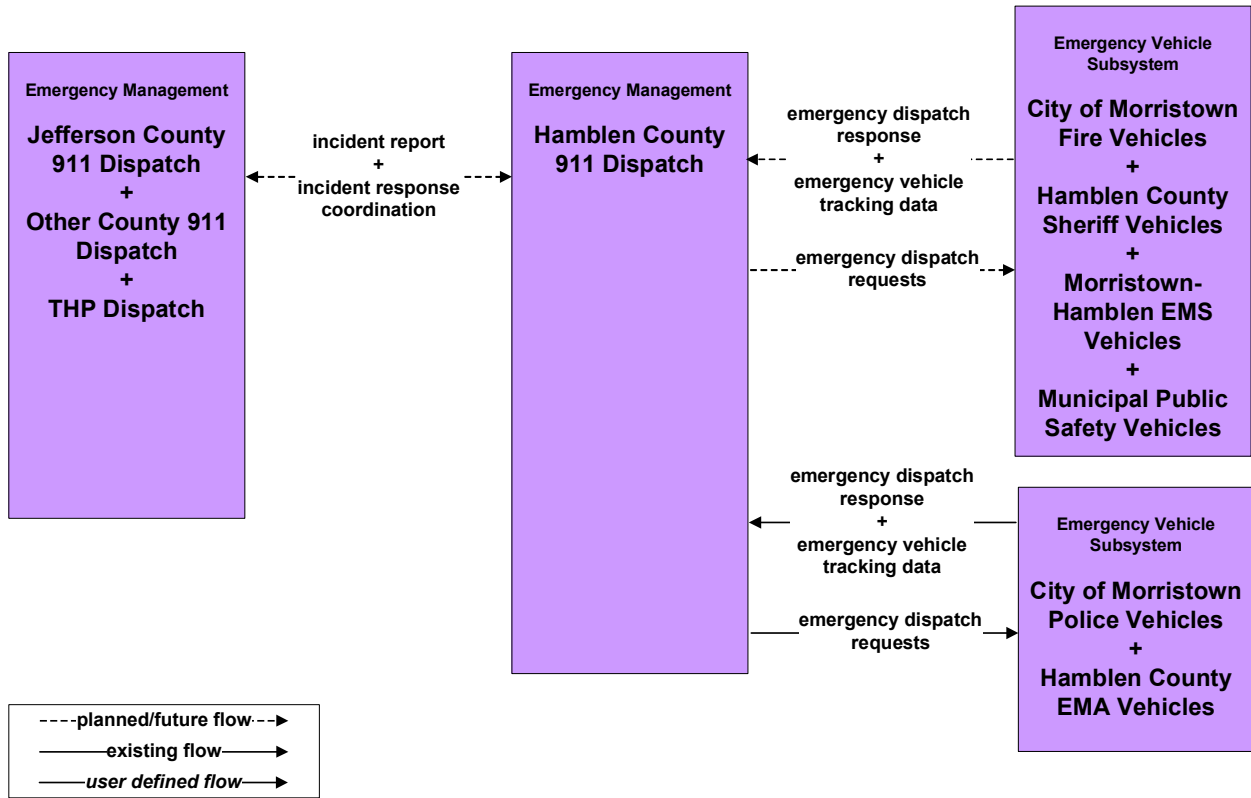 Emergency Management
Jefferson County
911 Dispatch
+
Other County 911
Dispatch
+
THP Dispatch
incident report
+
incident response
coordination
Emergency Management
Hamblen County
911 Dispatch
emergency dispatch
response
+
emergency vehicle
tracking data
emergency dispatch
requests
Emergency Vehicle
Subsystem
City of Morristown
Fire Vehicles
+
Hamblen County
Sheriff Vehicles
+
Morristown-
Hamblen EMS
Vehicles
+
Municipal Public
Safety Vehicles
emergency dispatch
response
+
emergency vehicle
tracking data
emergency dispatch
requests
Emergency Vehicle
Subsystem
City of Morristown
Police Vehicles
+
Hamblen County
EMA Vehicles
planned/future flow
existing flow
user defined flow